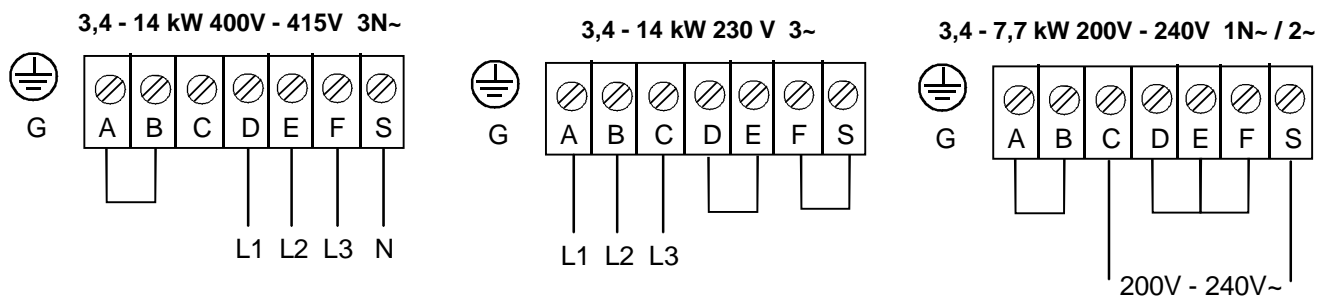 3,4 - 14 kW 400V - 415V 3N~
G
A B C D E F S
L1 L2 L3 N
3,4 - 14 kW 230 V 3~
G
A B C D E F S
L1 L2 L3
3,4 - 7,7 kW 200V - 240V 1N~ / 2~
G
A B C D E F S
200V - 240V~